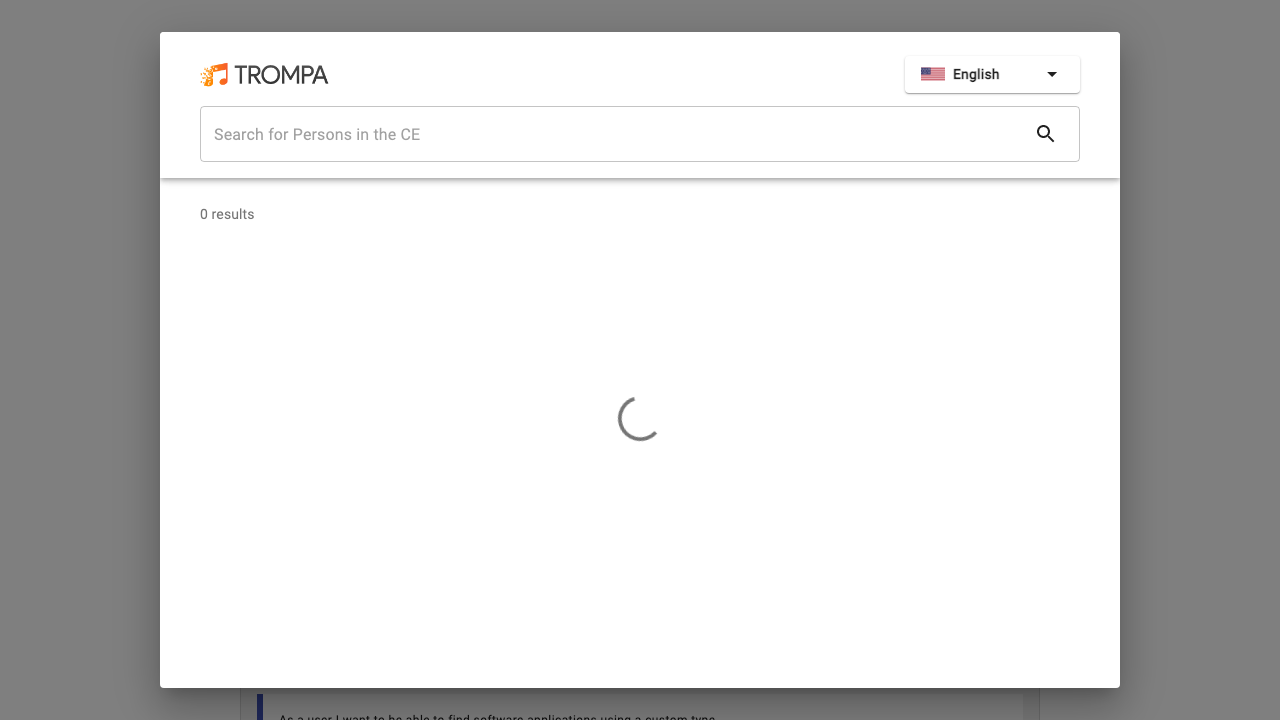 TROMPA
English
Search for Persons in the CE
0 results
As a user I want to be able to find software applications using a custom type